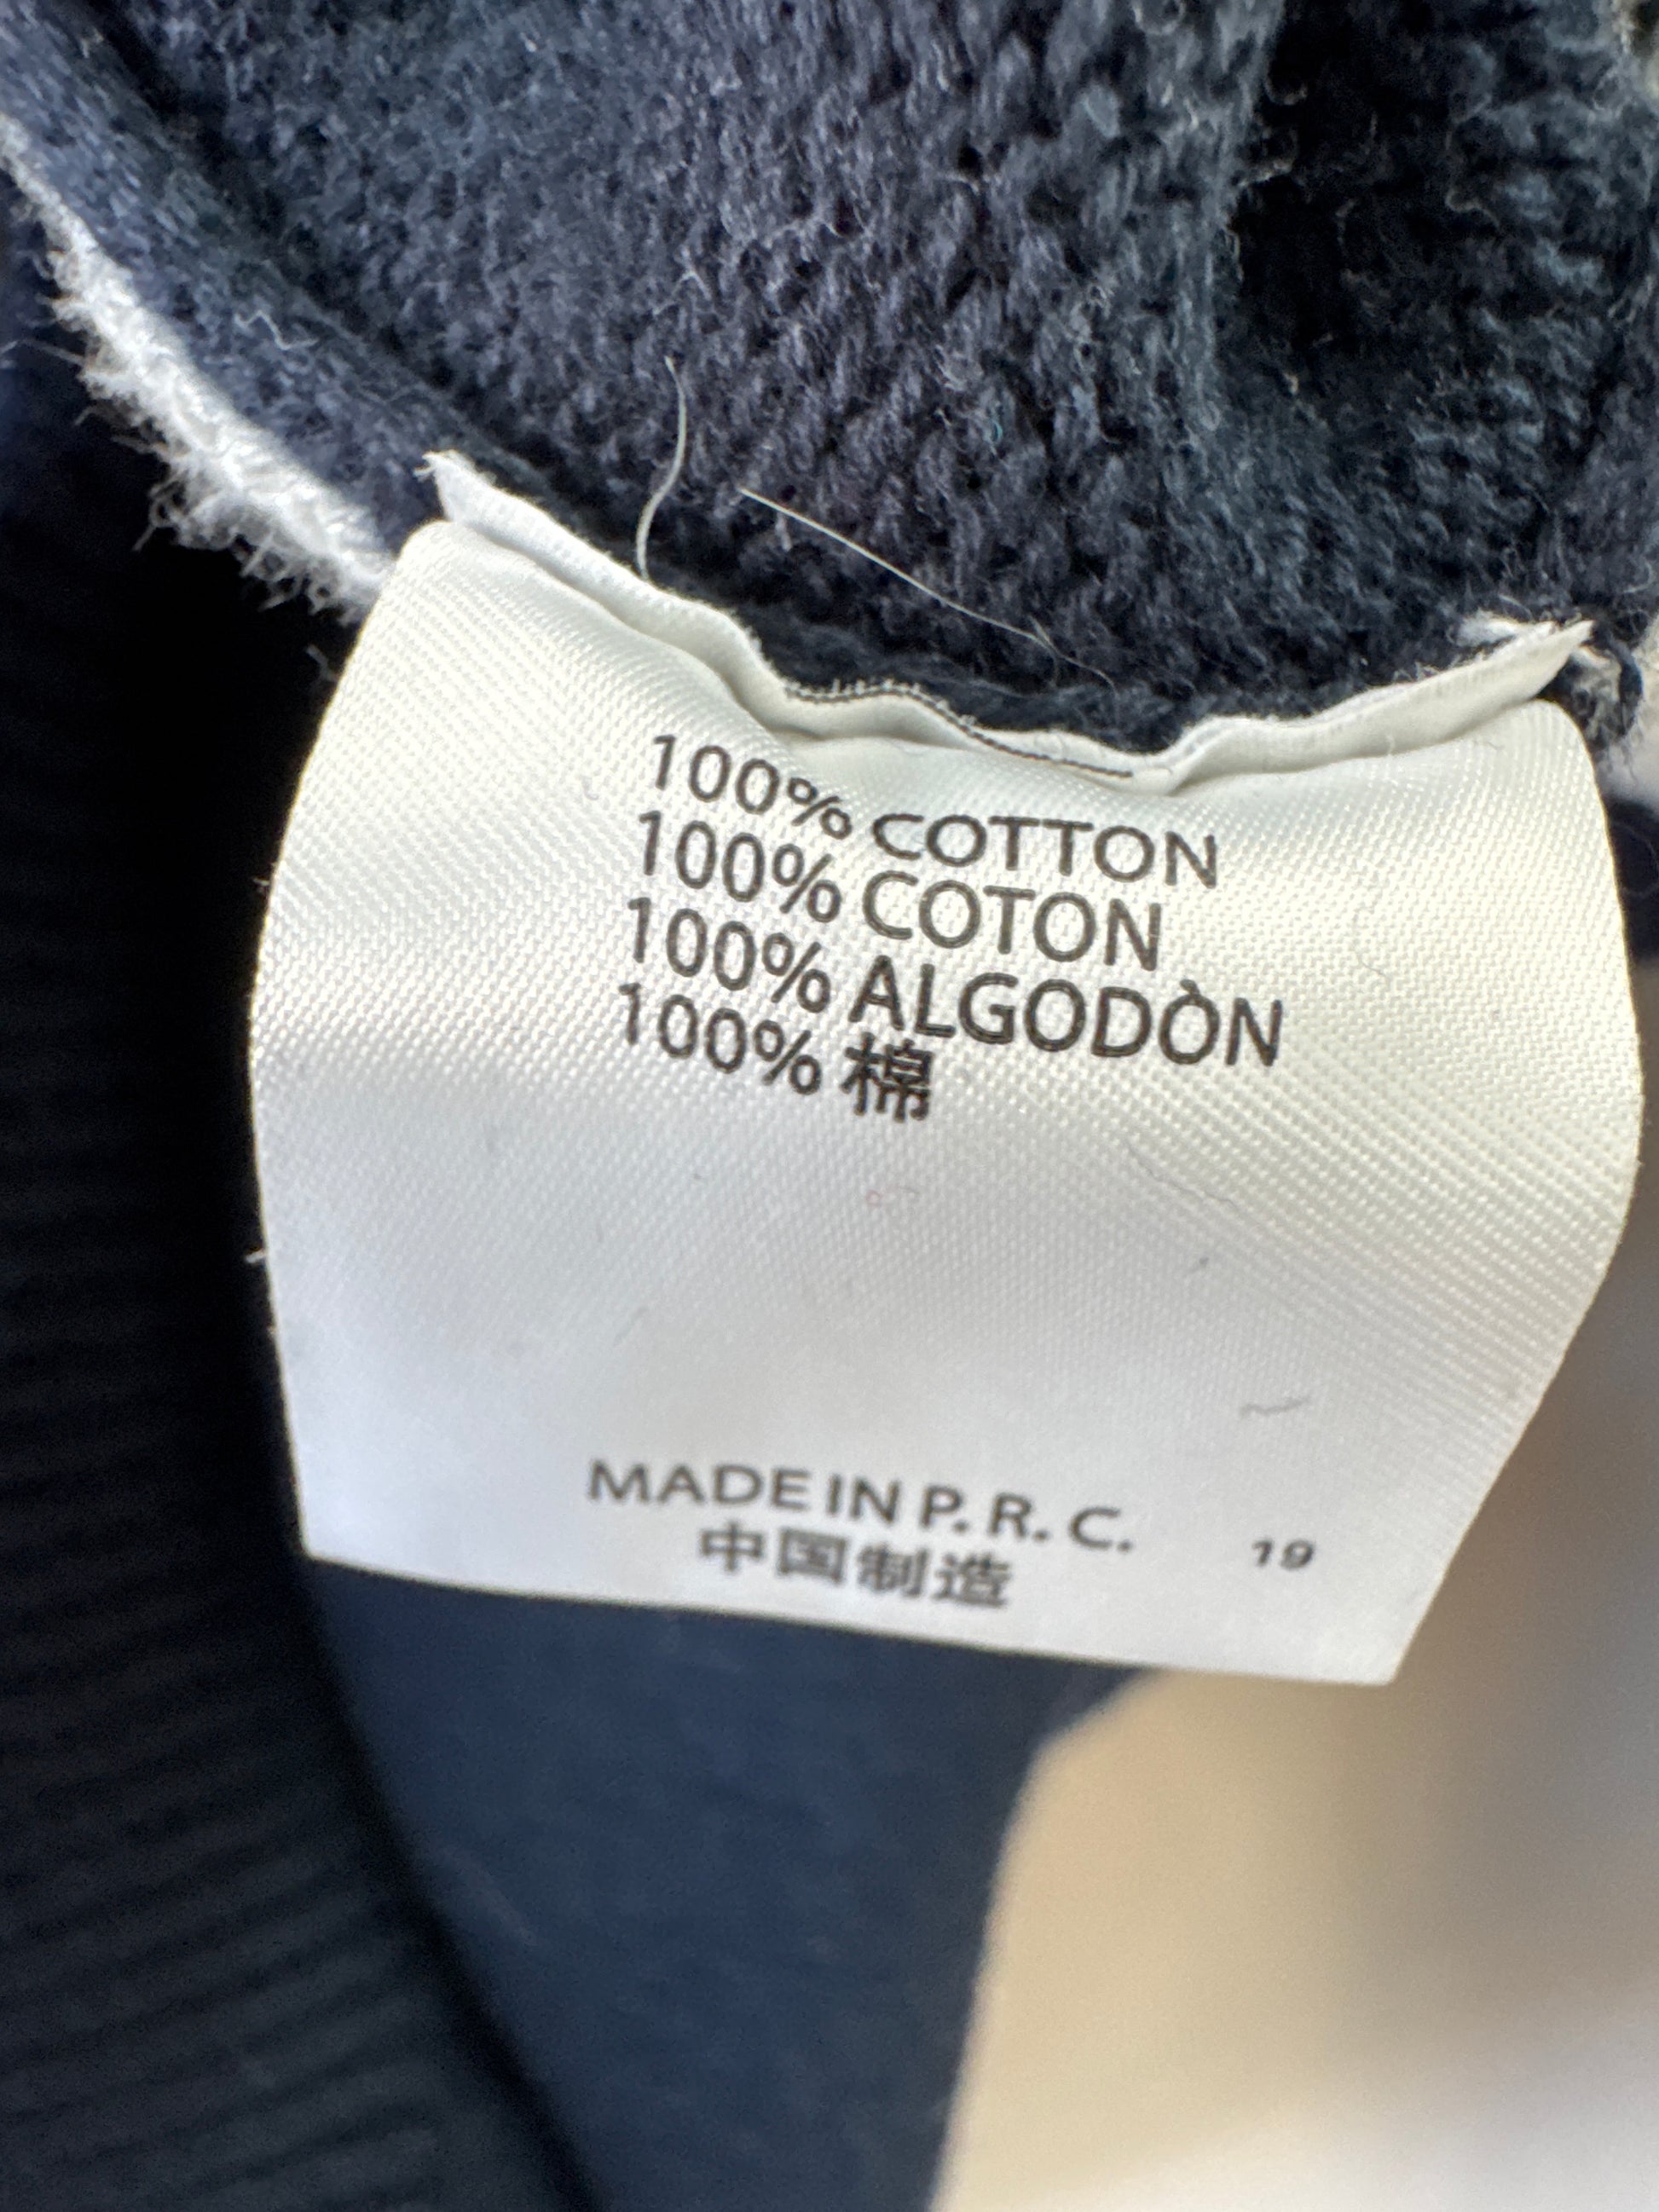 100% COTTON
100% COTON
100% ALGODÒN
100% 棉
MADE IN P. R. C.
中国制造
19